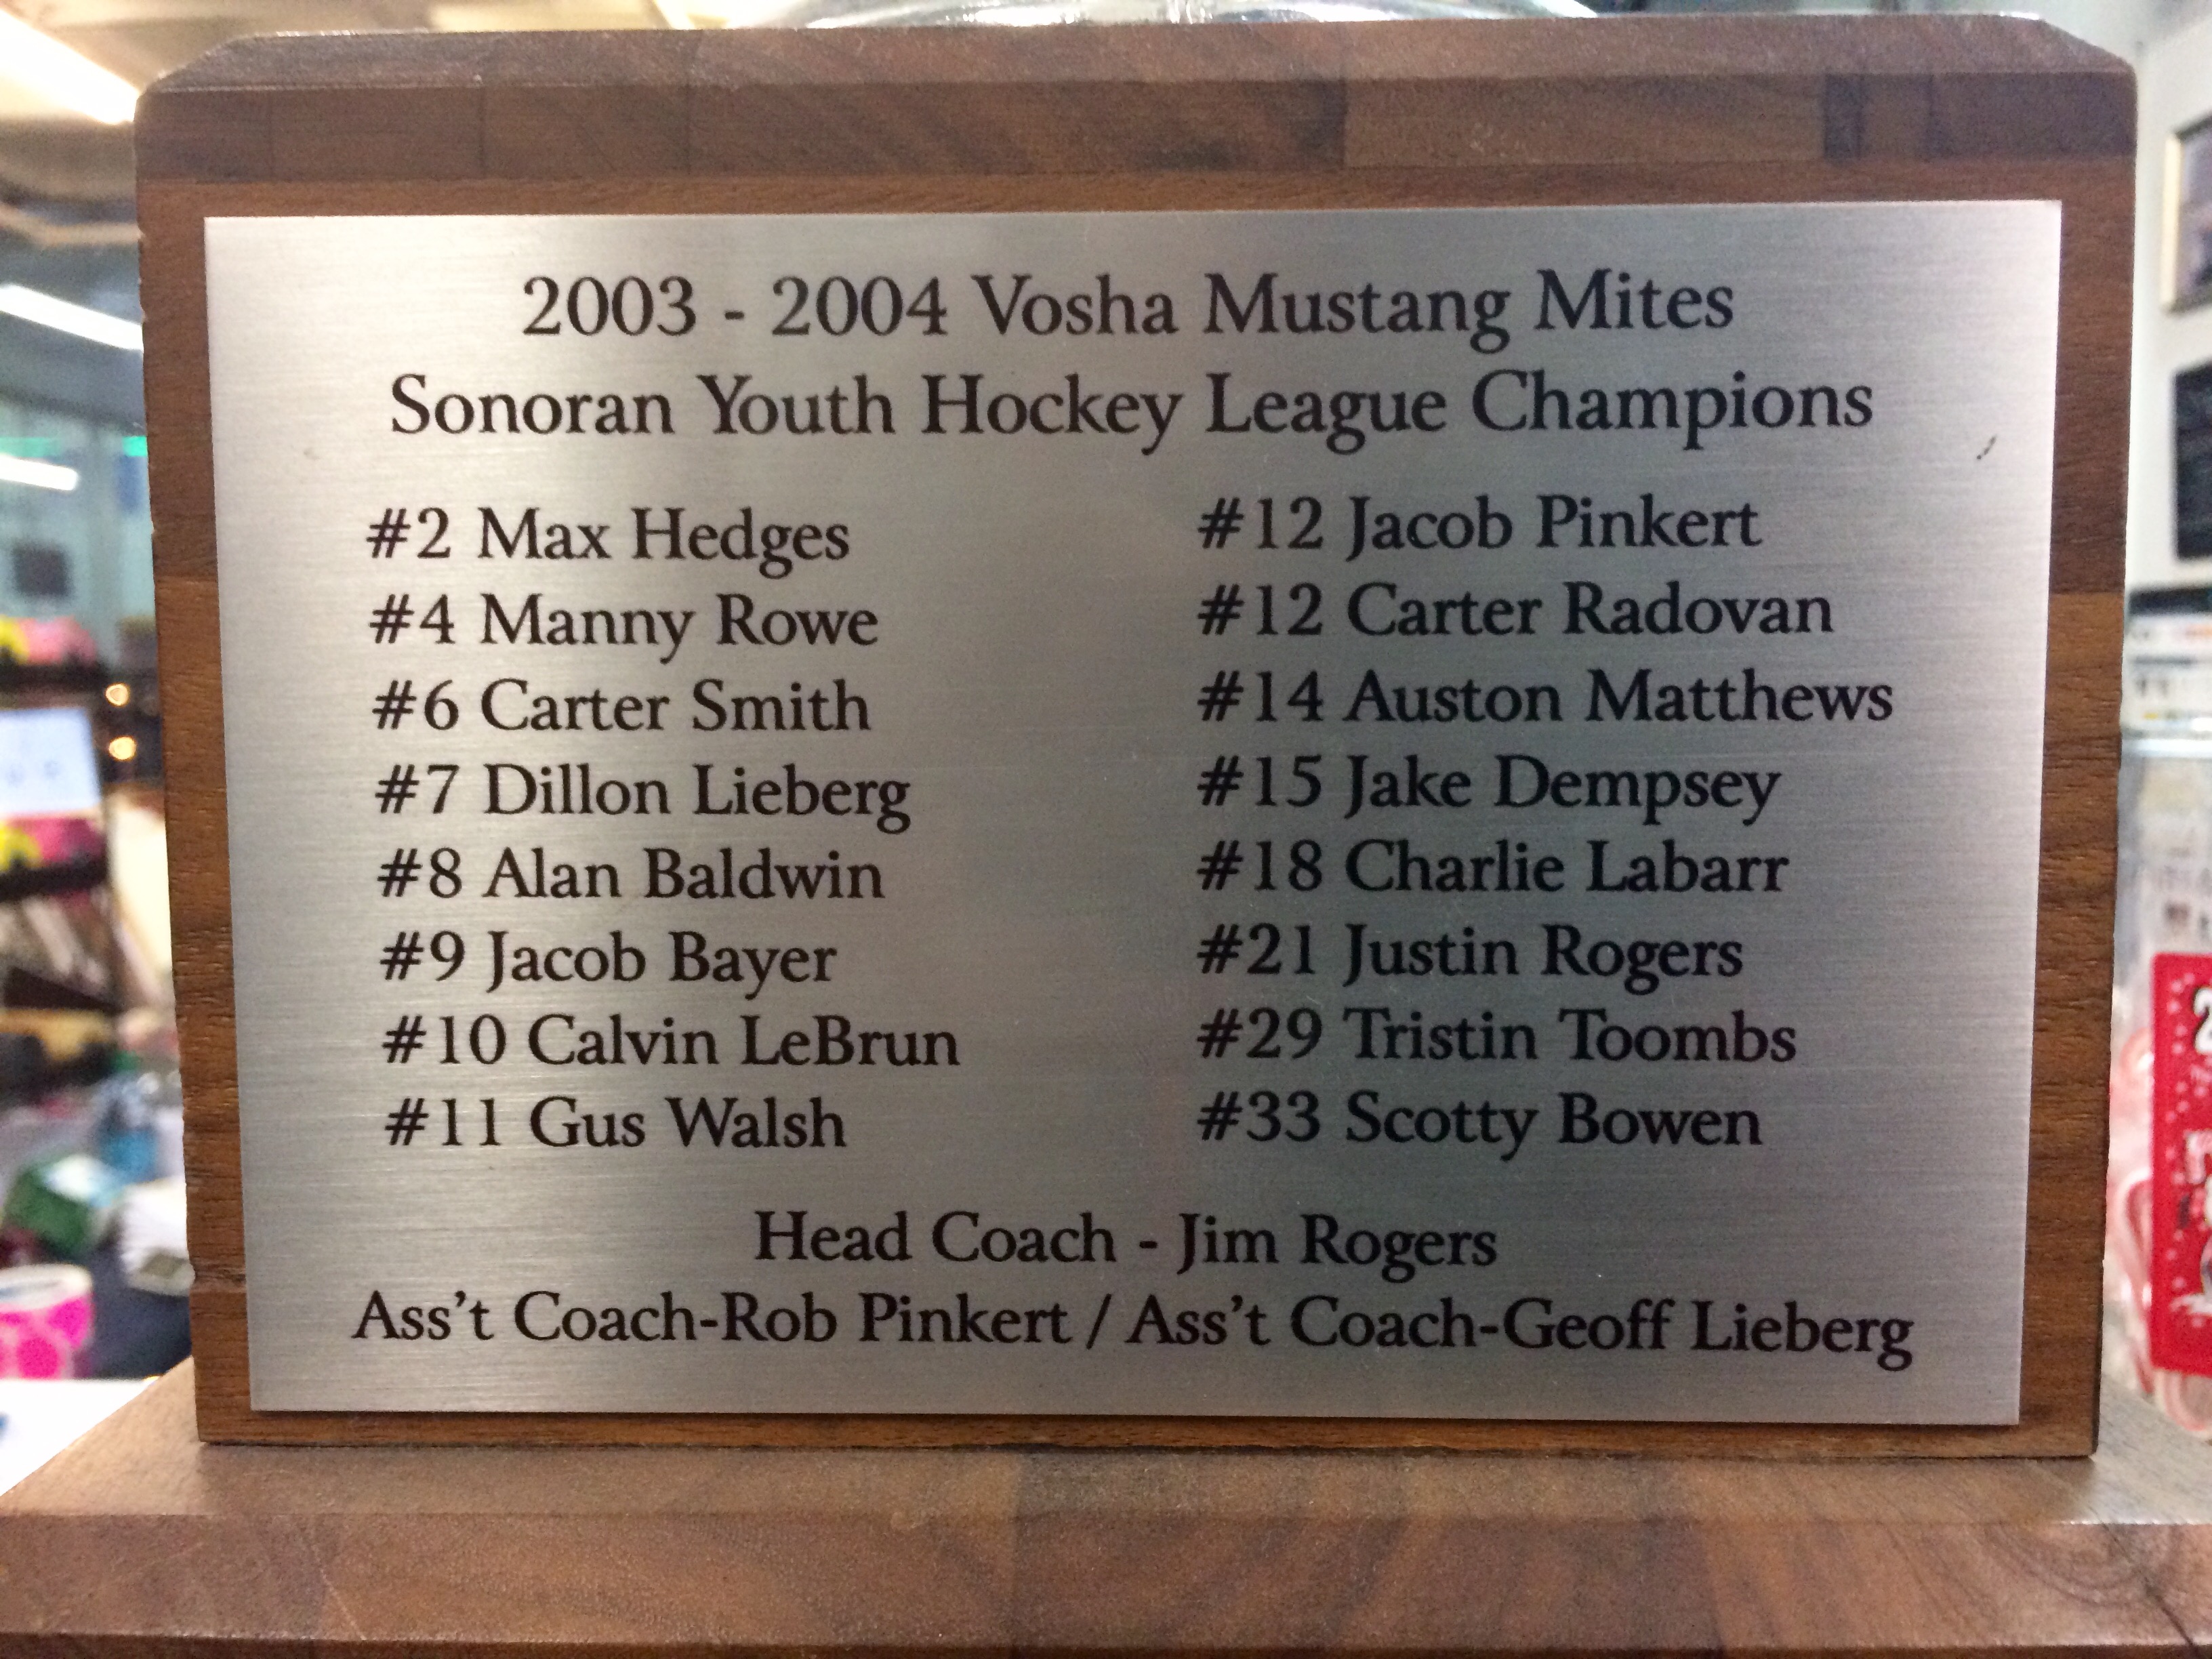 2003 - 2004 Vosha Mustang Mites
Sonoran Youth Hockey League Champions
#2 Max Hedges
#4 Manny Rowe
#6 Carter Smith
#7 Dillon Lieberg
#8 Alan Baldwin
#9 Jacob Bayer
#10 Calvin LeBrun
#11 Gus Walsh
#12 Jacob Pinkert
#12 Carter Radovan
#14 Auston Matthews
#15 Jake Dempsey
#18 Charlie Labarr
#21 Justin Rogers
#29 Tristin Toombs
#33 Scotty Bowen
Head Coach - Jim Rogers
Ass't Coach-Rob Pinkert / Ass't Coach-Geoff Lieberg